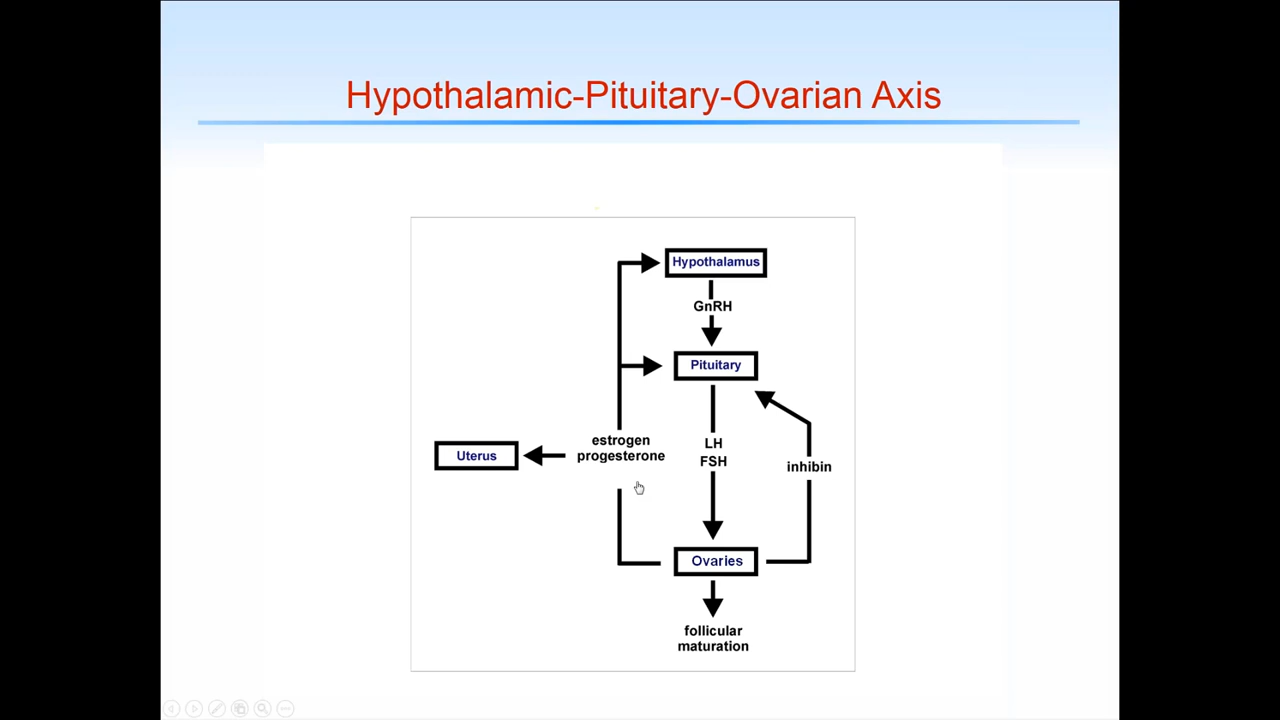 Hypothalamic-Pituitary-Ovarian Axis
Hypothalamus
GnRH
Pituitary
estrogen
progesterone
Uterus
LH
FSH
inhibin
Ovaries
follicular
maturation